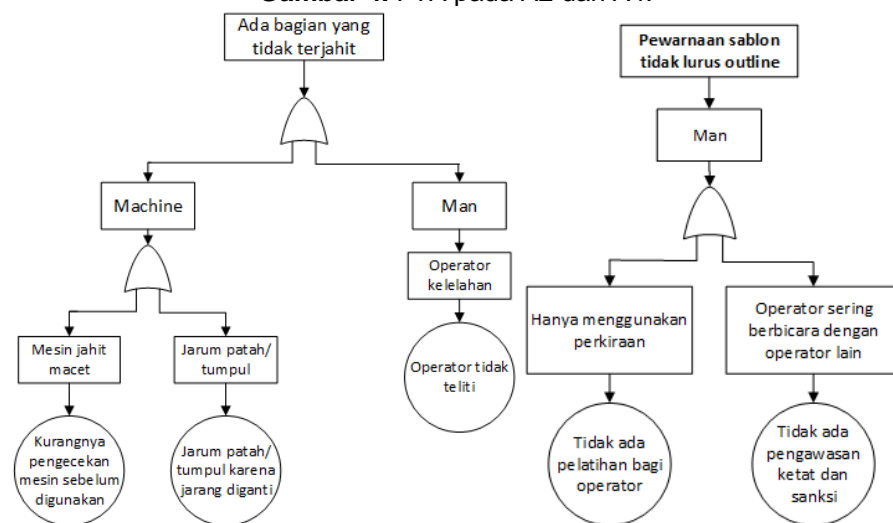 Ada bagian yang
tidak terjahit
Machine
Man
Operator
kelelahan
Mesin jahit
macet
Jarum patah/
tumpul
Operator tidak
teliti
Kurangnya
pengecekan
mesin sebelum
digunakan
Jarum patah/
tumpul karena
jarang diganti
Pewarnaan sablon
tidak lurus outline
Man
Hanya menggunakan
perkiraan
Operator sering
berbicara dengan
operator lain
Tidak ada
pelatihan bagi
operator
Tidak ada
pengawasan
ketat dan
sanksi